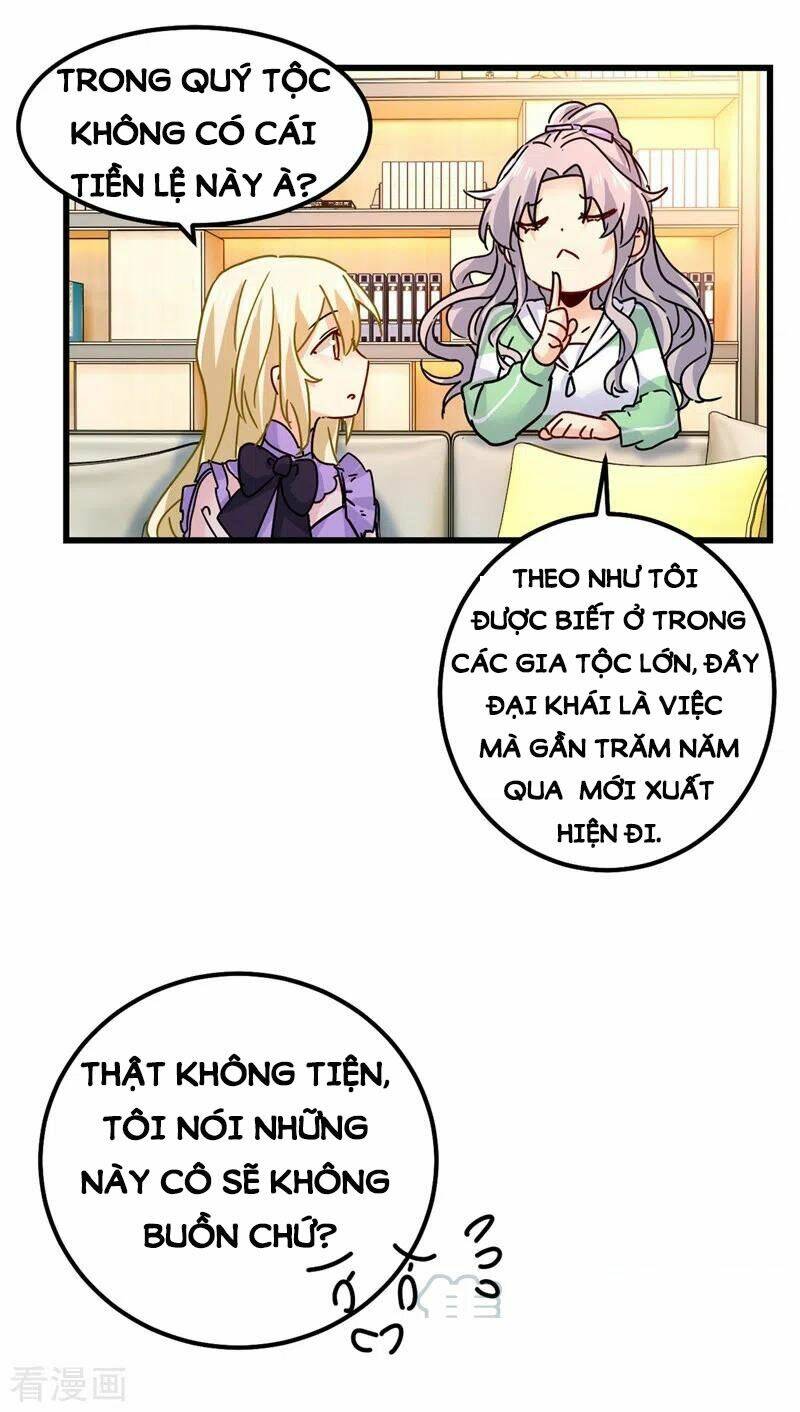 TRONG QUÝ TỘC
KHÔNG CÓ CÁI
TIỀN LỆ NÀY À?
THEO NHƯ TÔI
ĐƯỢC BIẾT Ở TRONG
CÁC GIA TỘC LỚN, ĐÂY
ĐẠI KHÁI LÀ VIỆC
MÀ GẦN TRĂM NĂM
QUA MỚI XUẤT
HIỆN ĐI.
THẬT KHÔNG TIỆN,
TÔI NÓI NHỮNG
NÀY CÔ SẼ KHÔNG
BUỒN CHỨ?
看漫画